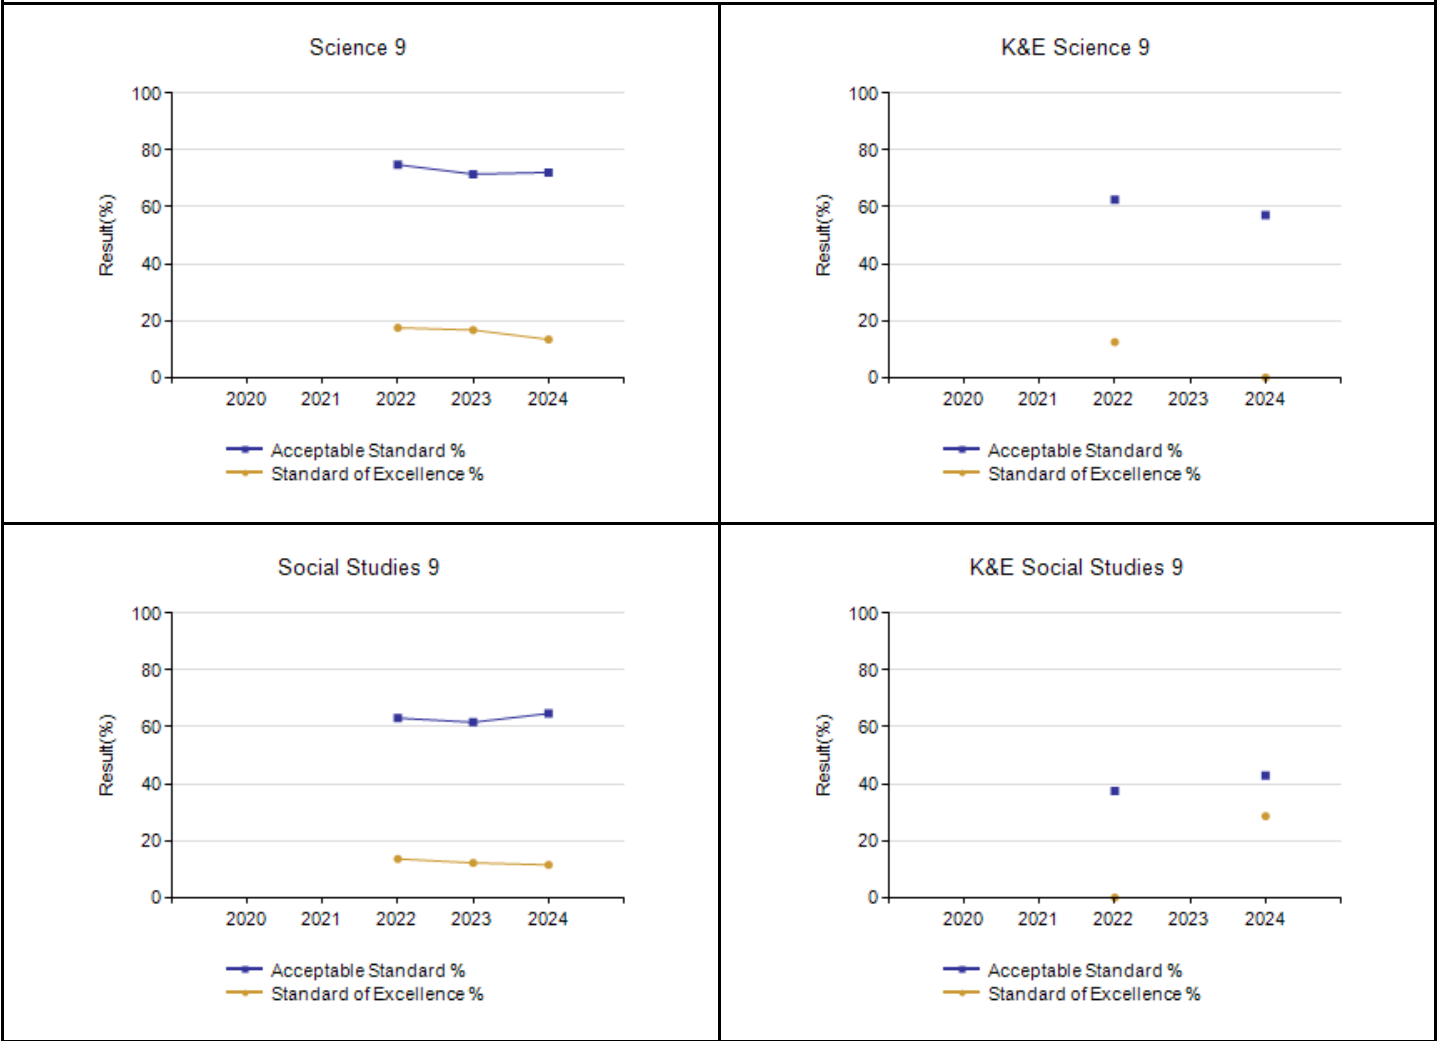 Science 9
100
80
60
40
20
0
Result(%)
2020 2021 2022 2023 2024
Acceptable Standard %
Standard of Excellence %
K&E Science 9
100
80
60
40
20
0
Result(%)
2020 2021 2022 2023 2024
Acceptable Standard %
Standard of Excellence %
Social Studies 9
100
80
60
40
20
0
Result(%)
2020 2021 2022 2023 2024
Acceptable Standard %
Standard of Excellence %
K&E Social Studies 9
100
80
60
40
20
0
Result(%)
2020 2021 2022 2023 2024
Acceptable Standard %
Standard of Excellence %